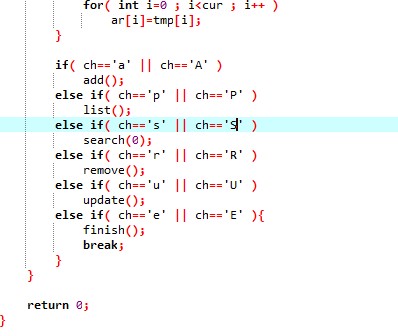 for( int i=0 ; i<cur ; i++ )
ar[i]=tmp[i];
}
if( ch=='a' || ch=='A' )
add();
else if( ch=='p' || ch=='P' )
list();
else if( ch=='s' || ch=='S' )
search(0);
else if( ch=='r' || ch=='R' )
remove();
else if( ch=='u' || ch=='U' )
update();
else if( ch=='e' || ch=='E' ){
finish();
break;
}
}
return 0;
}